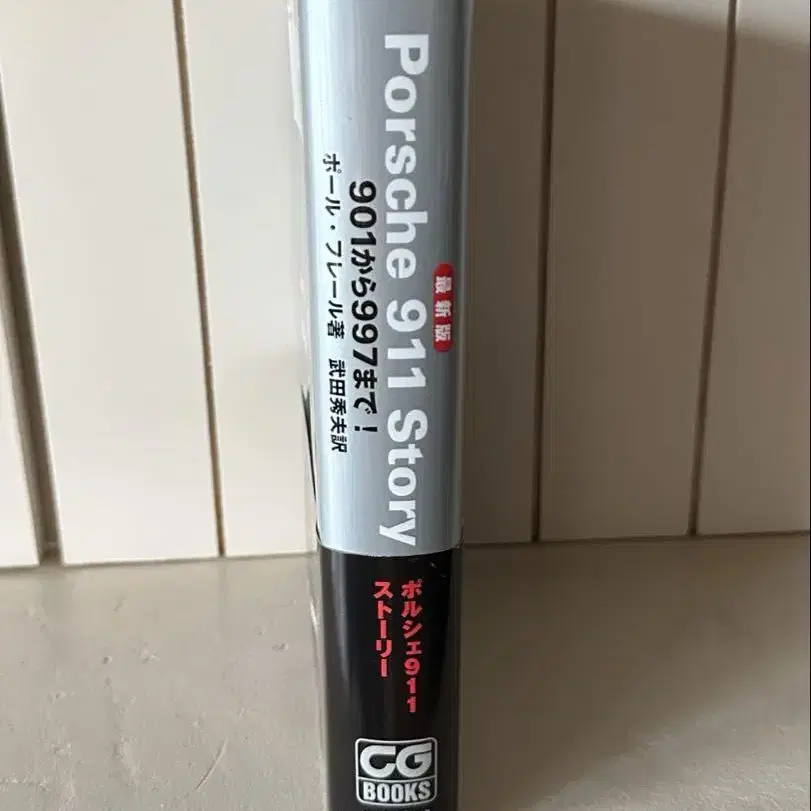 最新版
Porsche 911 Story
901から997まで!
ポール・フレール著 武田秀夫訳
ポルシェ911
ストーリー
CG
BOOKS